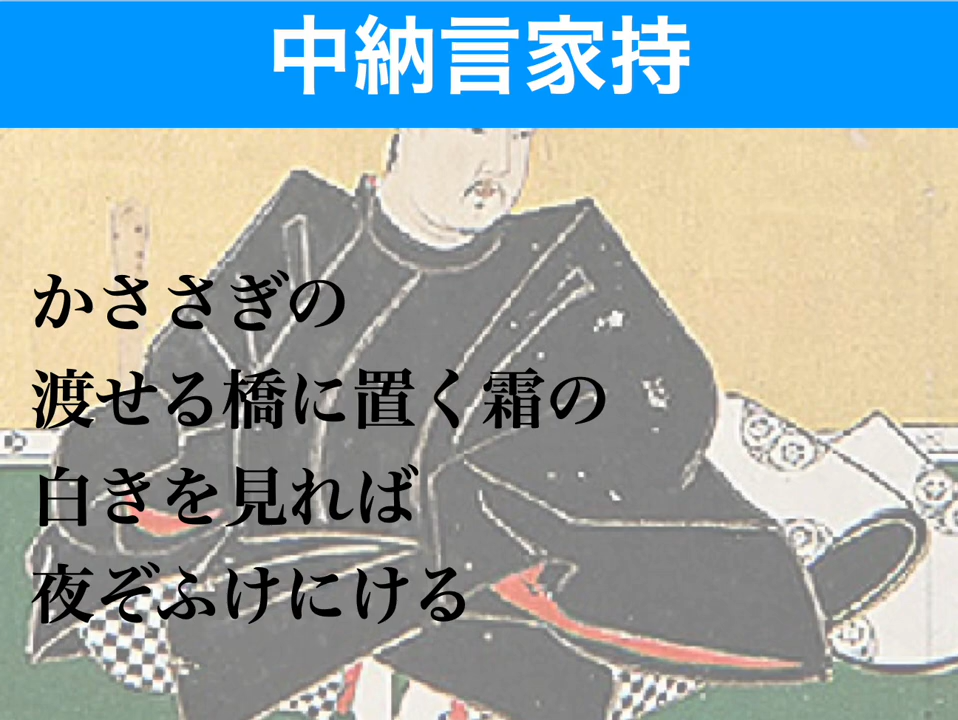 中納言家持
かささぎの
渡せる橋に置く霜の
白きを見れば
夜ぞふけにける